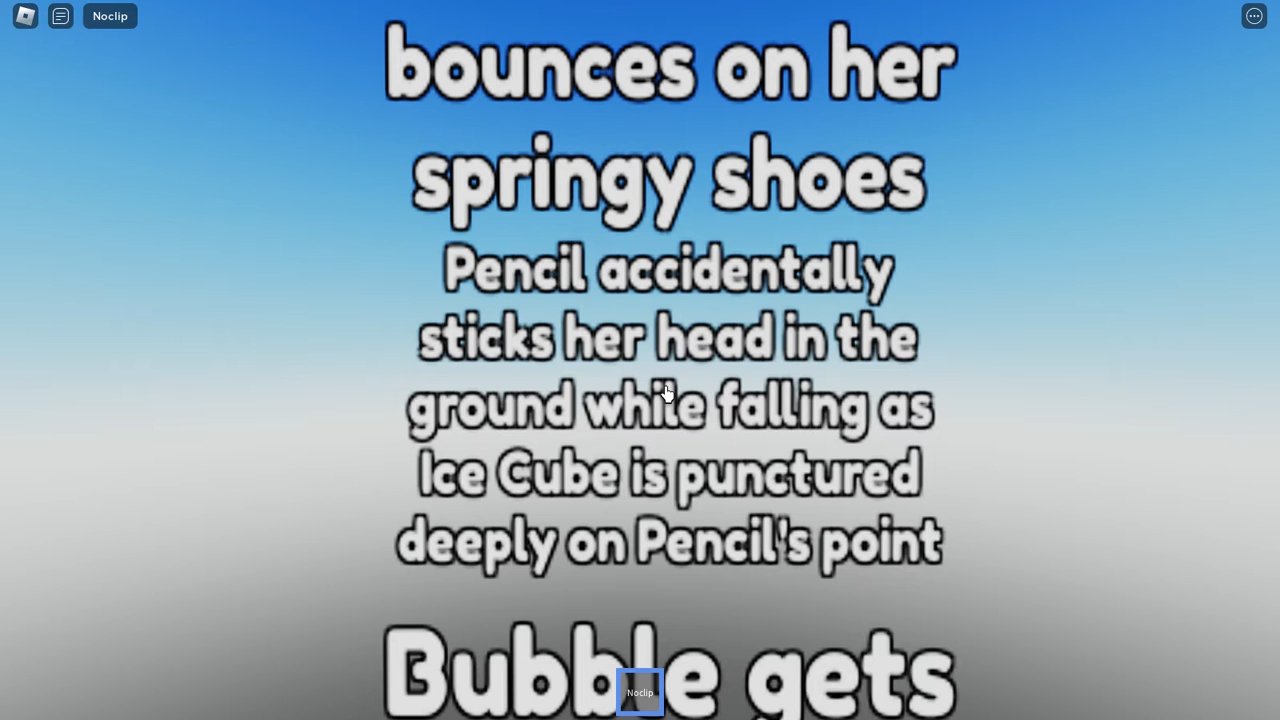 Noclip
bounces on her
springy shoes
Pencil accidentally
sticks her head in the
ground while falling as
Ice Cube is punctured
deeply on Pencil's point
Bubble gets
Noclip